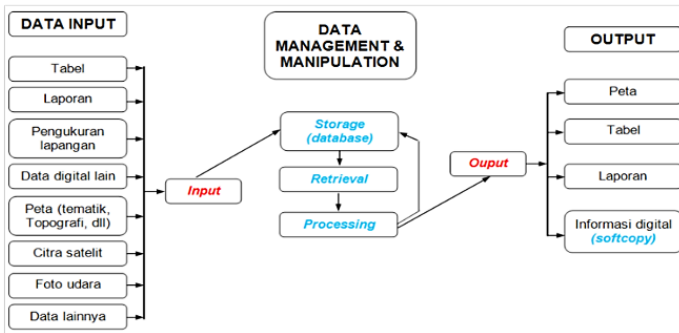 DATA INPUT
Tabel
Laporan
Pengukuran
lapangan
Data digital lain
Peta (tematik,
Topografi, dll)
Citra satelit
Foto udara
Data lainnya
Input
DATA
MANAGEMENT &
MANIPULATION
Storage
(database)
Retrieval
Processing
Ouput
OUTPUT
Peta
Tabel
Laporan
Informasi digital
(softcopy)